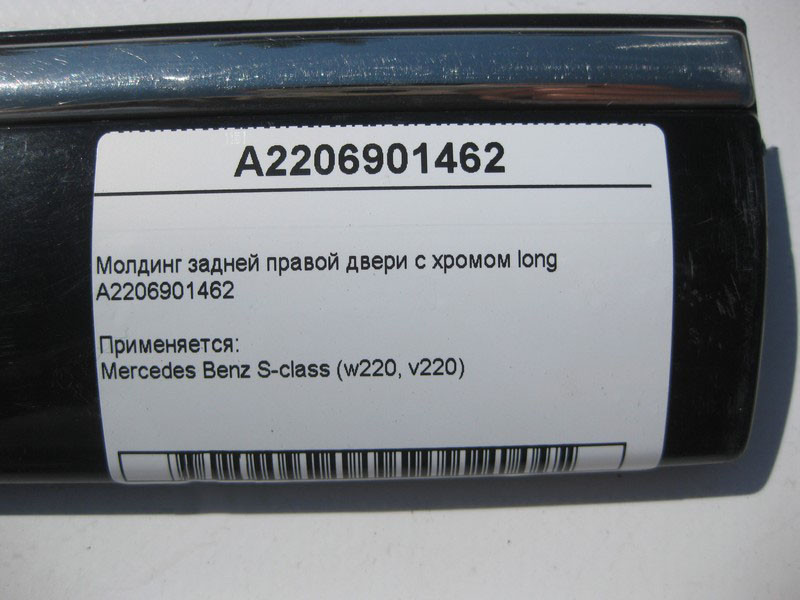 A2206901462
Молдинг задней правой двери с хромом long
A2206901462
Применяется:
Mercedes Benz S-class (w220, v220)